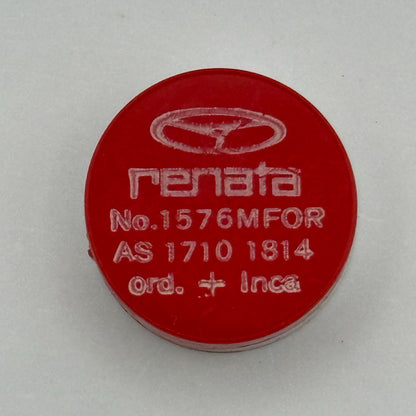 renata
No.1576MFOR
AS 1710 1814
ord. + Inca